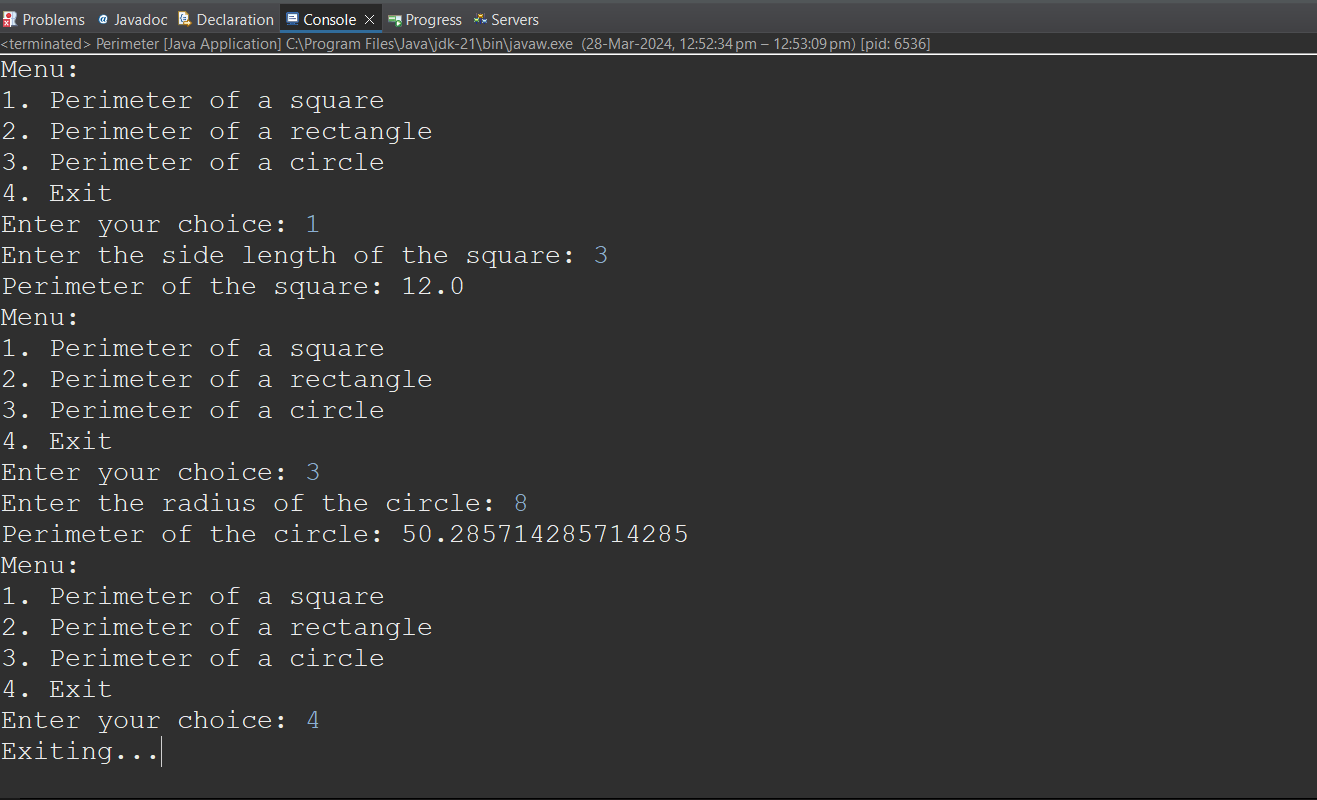 Problems Javadoc Declaration Console Progress Servers
<terminated> Perimeter [Java Application] C:\Program Files\Java\jdk-21\bin\javaw.exe (28-Mar-2024, 12:52:34 pm – 12:53:09 pm) [pid: 6536]
Menu:
1. Perimeter of a square
2. Perimeter of a rectangle
3. Perimeter of a circle
4. Exit
Enter your choice: 1
Enter the side length of the square: 3
Perimeter of the square: 12.0
Menu:
1. Perimeter of a square
2. Perimeter of a rectangle
3. Perimeter of a circle
4. Exit
Enter your choice: 3
Enter the radius of the circle: 8
Perimeter of the circle: 50.285714285714285
Menu:
1. Perimeter of a square
2. Perimeter of a rectangle
3. Perimeter of a circle
4. Exit
Enter your choice: 4
Exiting...